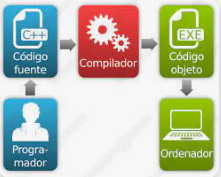 C++
Código
fuente
Compilador
EXE
Código
objeto
Progra-
mador
Ordenador